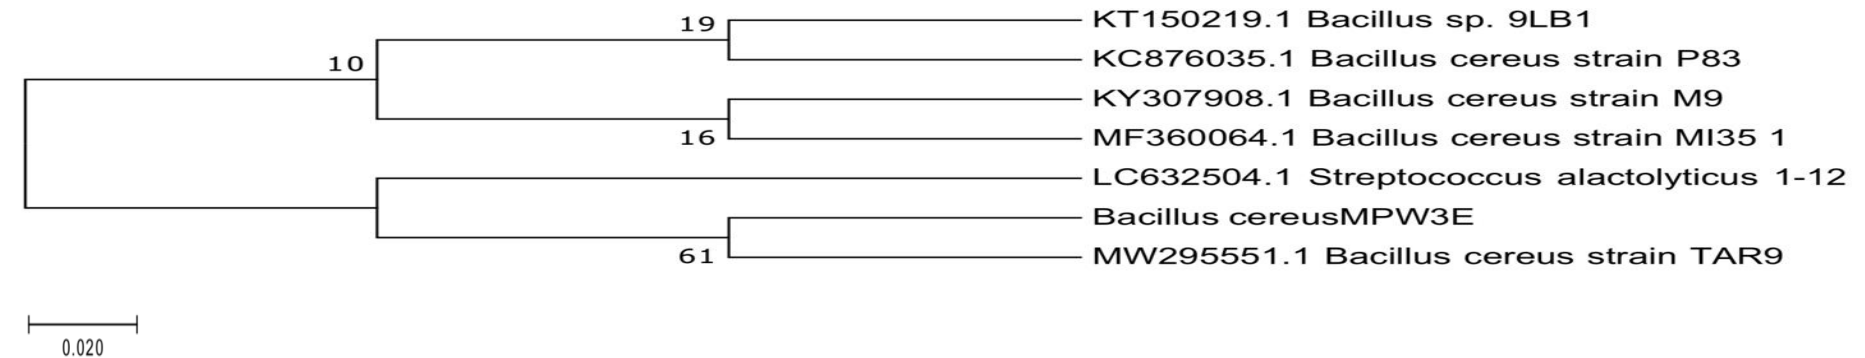 19
KT150219.1 Bacillus sp. 9LB1
KC876035.1 Bacillus cereus strain P83
10
KY307908.1 Bacillus cereus strain M9
16
MF360064.1 Bacillus cereus strain MI35 1
LC632504.1 Streptococcus alactolyticus 1-12
Bacillus cereusMPW3E
61
MW295551.1 Bacillus cereus strain TAR9
0.020